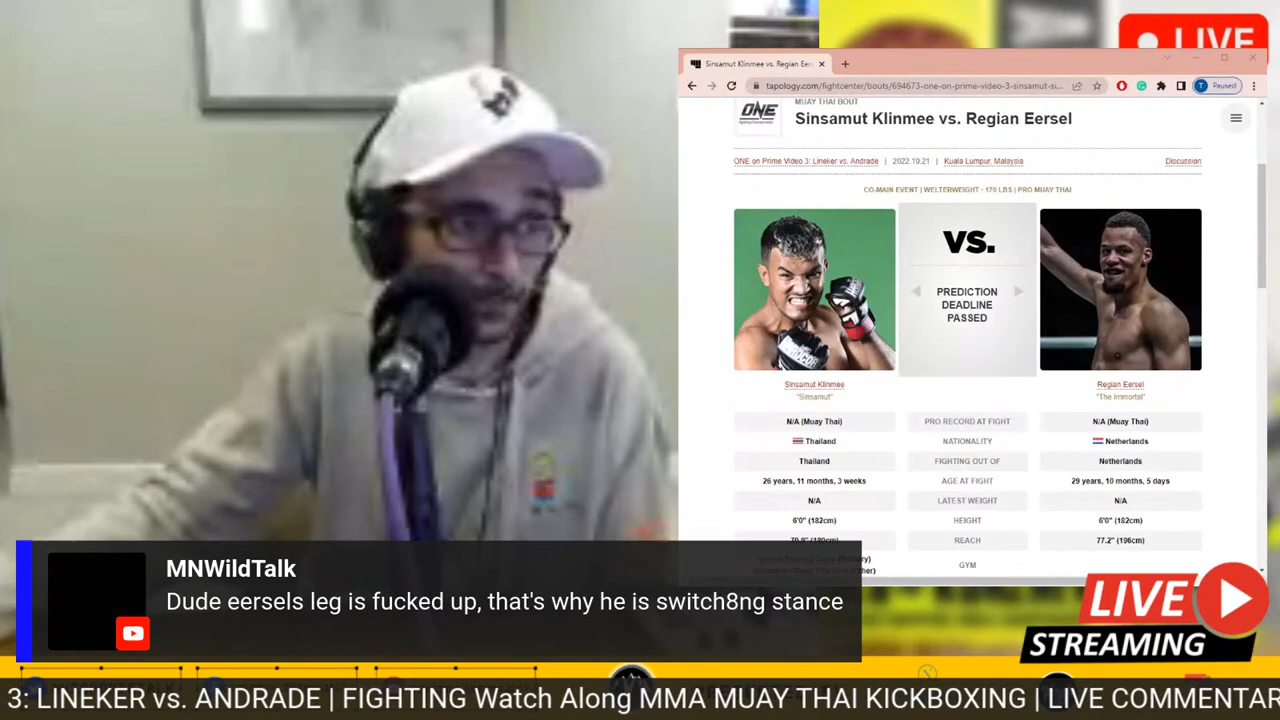 LIVE
Sinsamut Klinmee vs. Regian Eer
tapology.com/fightcenter/bouts/694673-one-on-prime-video-3-sinsamut-si...
Paused
ONE
MUAY THAI BOUT
Sinsamut Klinmee vs. Regian Eersel
ONE on Prime Video 3: Lineker vs. Andrade | 2022.10.21 | Kuala Lumpur, Malaysia
Discussion
CO-MAIN EVENT | WELTERWEIGHT · 170 LBS | PRO MUAY THAI
VS.
PREDICTION
DEADLINE
PASSED
Sinsamut Klinmee
"Sinsamut"
Regian Eersel
"The Immortal"
N/A (Muay Thai) PRO RECORD AT FIGHT N/A (Muay Thai)
Thailand NATIONALITY Netherlands
Thailand FIGHTING OUT OF Netherlands
26 years, 11 months, 3 weeks AGE AT FIGHT 29 years, 10 months, 5 days
N/A LATEST WEIGHT N/A
6'0" (182cm) HEIGHT 6'0" (182cm)
REACH 77.2" (196cm)
GYM
MNWildTalk
Dude eersels leg is fucked up, that's why he is switch8ng stance
LIVE
STREAMING
3: LINEKER vs. ANDRADE | FIGHTING Watch Along MMA MUAY THAI KICKBOXING | LIVE COMMENTAR